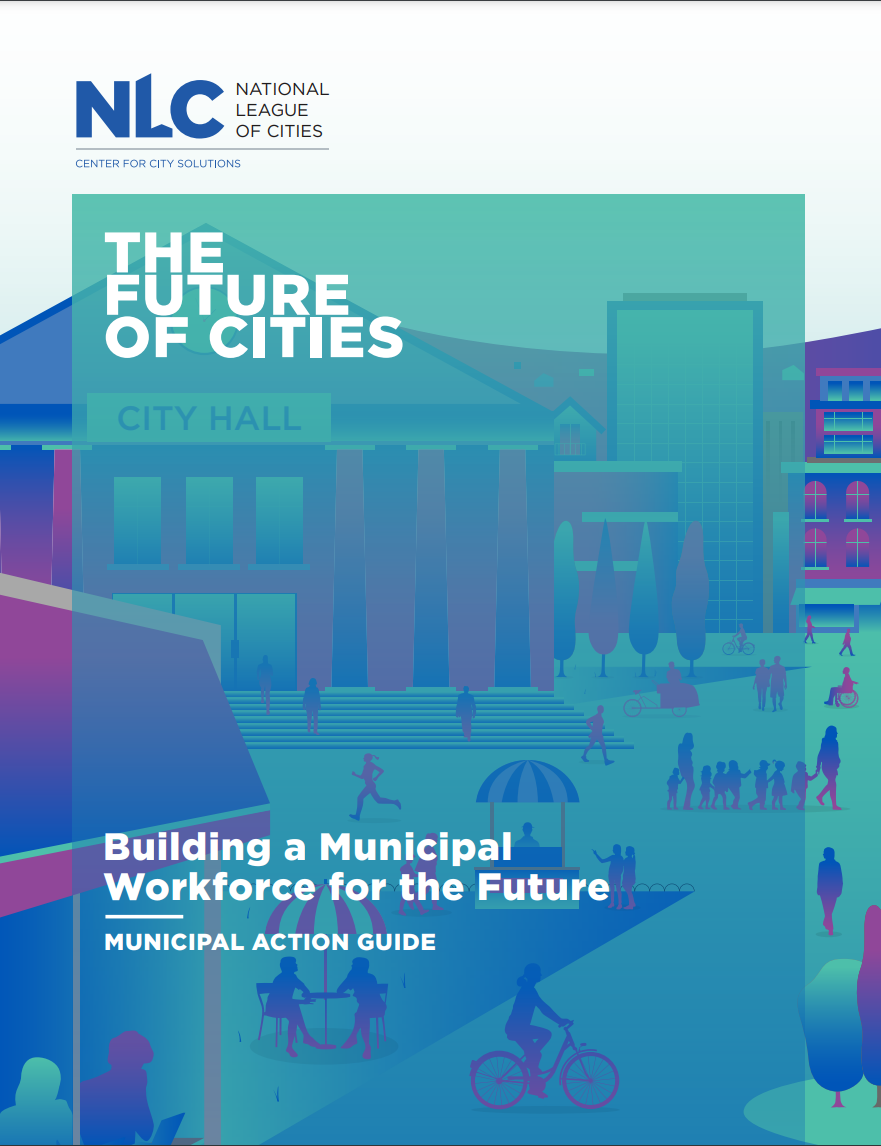 NLC
NATIONAL
LEAGUE
OF CITIES
CENTER FOR CITY SOLUTIONS
THE
FUTURE
OF CITIES
CITY HALL
Building a Municipal
Workforce for the Future
MUNICIPAL ACTION GUIDE